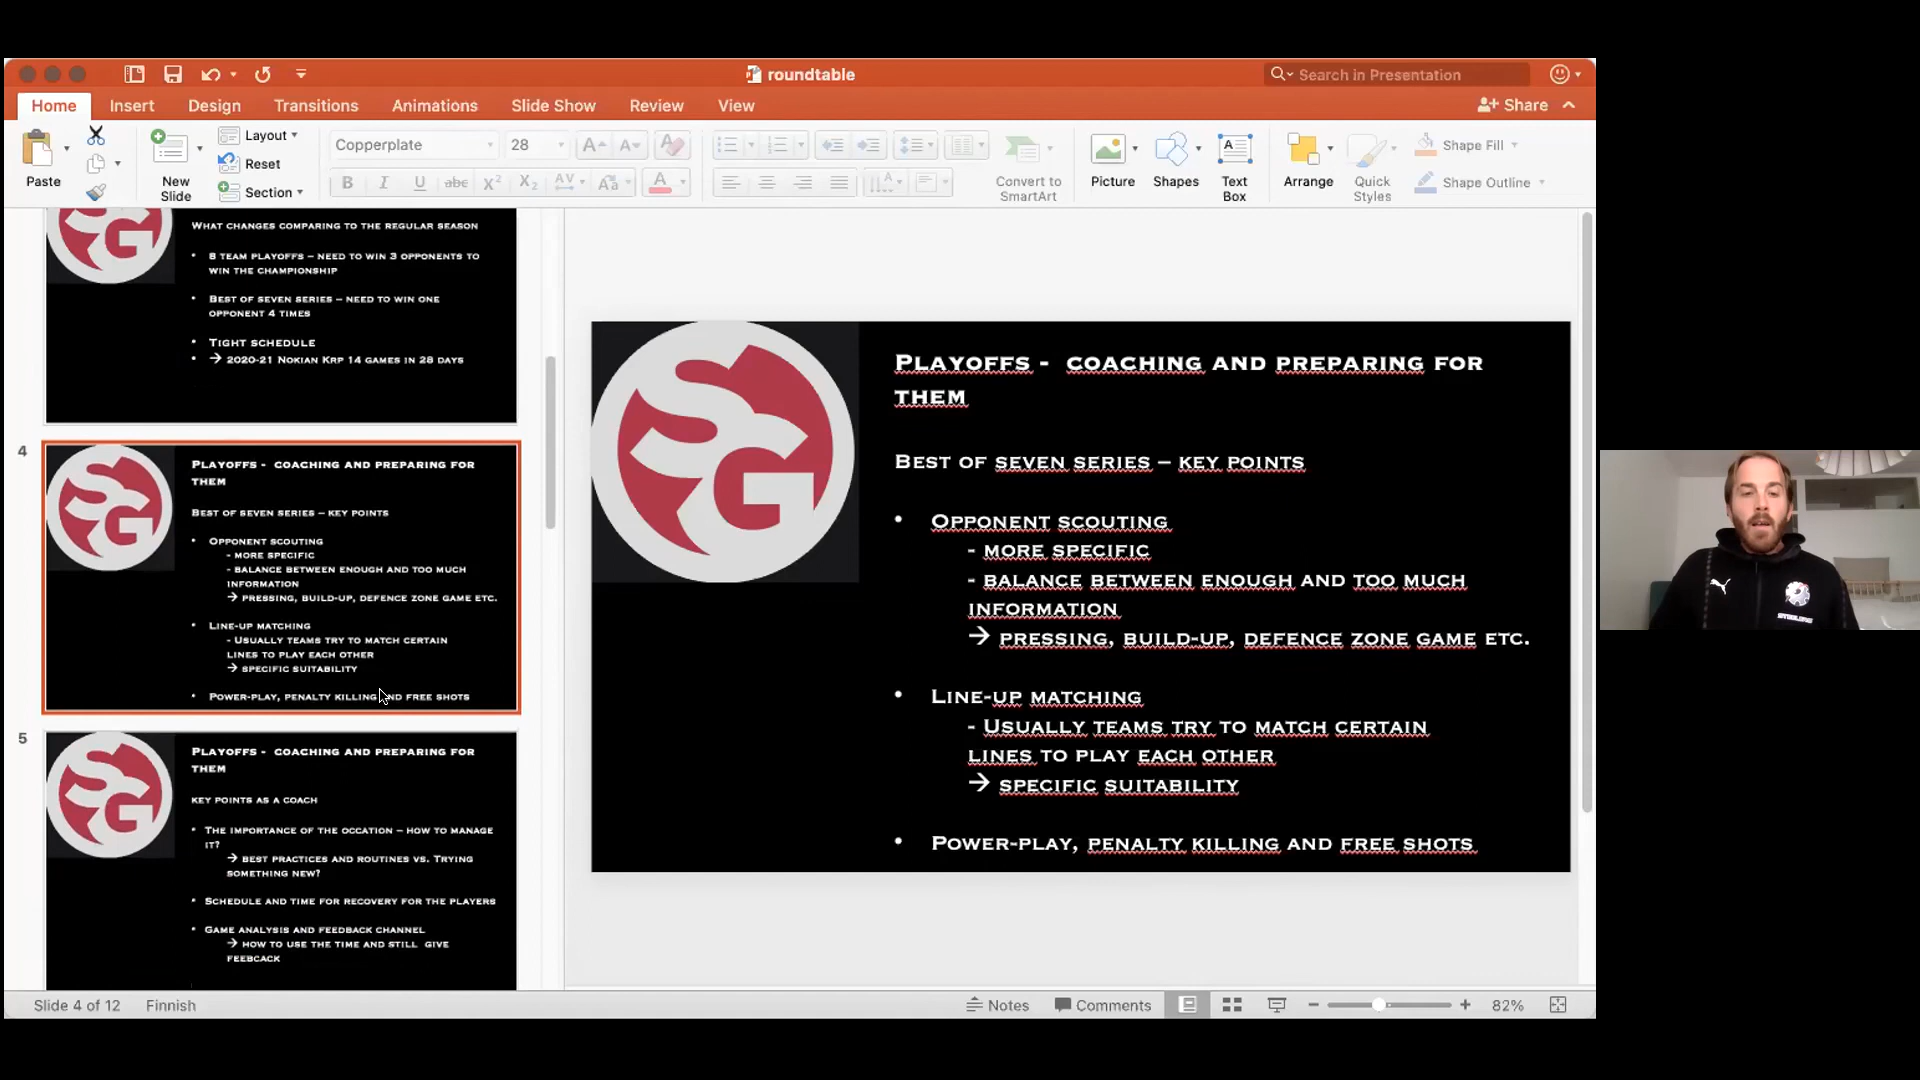 roundtable
Search in Presentation
Home
Insert
Design
Transitions
Animations
Slide Show
Review
View
Share
Paste
New
Slide
Layout
Reset
Section
Copperplate
28
Convert to
SmartArt
Picture
Shapes
Text
Box
Arrange
Quick
Styles
Shape Fill
Shape Outline
What changes comparing to the regular season
• 8 team playoffs – need to win 3 opponents to
win the championship
• Best of seven series – need to win one
opponent 4 times
• Tight schedule
• → 2020-21 Nokian Krp 14 games in 28 days
4
Playoffs - coaching and preparing for
them
Best of seven series – key points
• Opponent scouting
- more specific
- balance between enough and too much
information
→ pressing, build-up, defence zone game etc.
• Line-up matching
- Usually teams try to match certain
lines to play each other
→ specific suitability
• Power-play, penalty killing and free shots
5
Playoffs - coaching and preparing for
them
key points as a coach
• The importance of the occation – how to manage
it?
→ best practices and routines vs. Trying
something new?
• Schedule and time for recovery for the players
• Game analysis and feedback channel
→ how to use the time and still give
feebcack
SG
Playoffs - coaching and preparing for
them
Best of seven series – key points
• Opponent scouting
- more specific
- balance between enough and too much
information
→ pressing, build-up, defence zone game etc.
• Line-up matching
- Usually teams try to match certain
lines to play each other
→ specific suitability
• Power-play, penalty killing and free shots
Slide 4 of 12
Finnish
Notes
Comments
82%